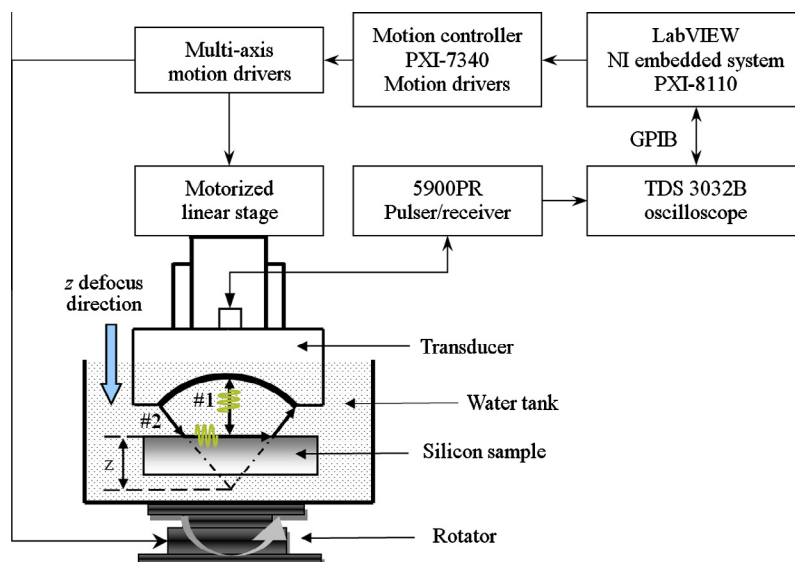 Multi-axis
motion drivers
Motion controller
PXI-7340
Motion drivers
LabVIEW
NI embedded system
PXI-8110
GPIB
Motorized
linear stage
5900PR
Pulser/receiver
TDS 3032B
oscilloscope
z defocus
direction
Transducer
#1
#2
Water tank
z
Silicon sample
Rotator